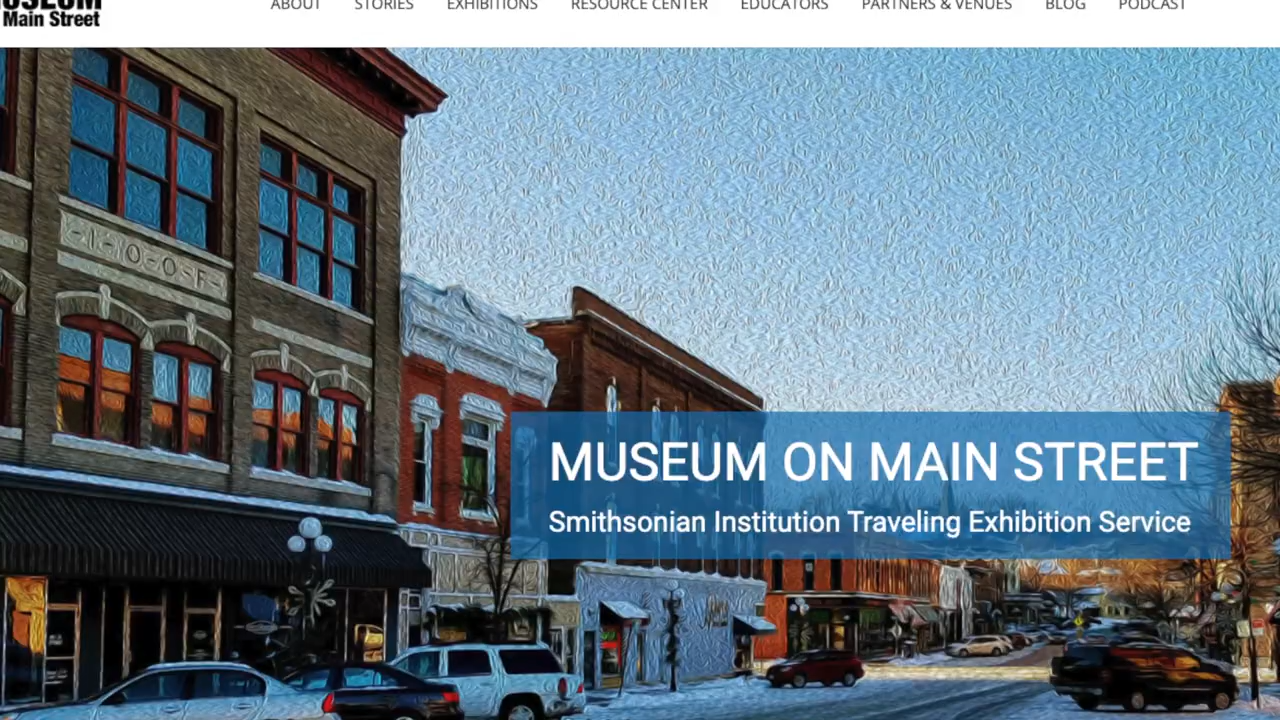 MUSEUM
Main Street
ABOUT STORIES EXHIBITIONS RESOURCE CENTER EDUCATORS PARTNERS & VENUES BLOG PODCAST
-I-O-O-F-
MUSEUM ON MAIN STREET
Smithsonian Institution Traveling Exhibition Service